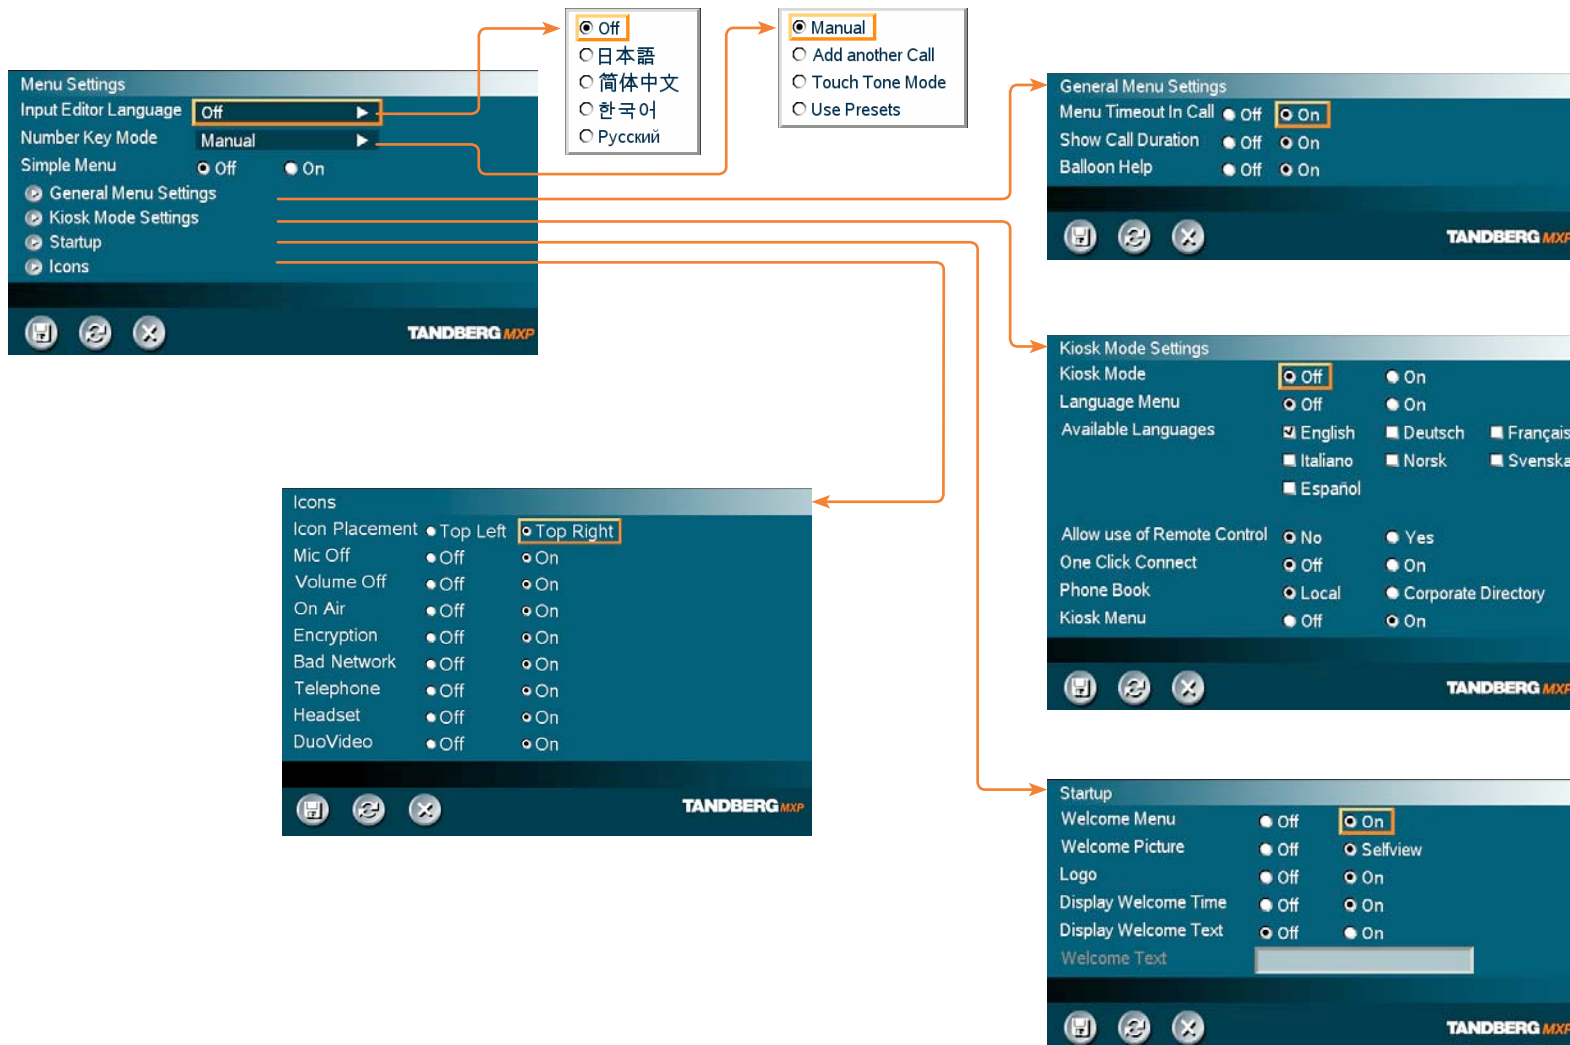 Menu Settings
Input Editor Language Off
Number Key Mode Manual
Simple Menu Off On
General Menu Settings
Kiosk Mode Settings
Startup
Icons
TANDBERG MXP
Off
日本語
简体中文
한국어
Русский
Manual
Add another Call
Touch Tone Mode
Use Presets
General Menu Settings
Menu Timeout In Call Off On
Show Call Duration Off On
Balloon Help Off On
TANDBERG MXP
Kiosk Mode Settings
Kiosk Mode Off On
Language Menu Off On
Available Languages English Deutsch Français
Italiano Norsk Svenska
Español
Allow use of Remote Control No Yes
One Click Connect Off On
Phone Book Local Corporate Directory
Kiosk Menu Off On
TANDBERG MXP
Icons
Icon Placement Top Left Top Right
Mic Off Off On
Volume Off Off On
On Air Off On
Encryption Off On
Bad Network Off On
Telephone Off On
Headset Off On
DuoVideo Off On
TANDBERG MXP
Startup
Welcome Menu Off On
Welcome Picture Off Selfview
Logo Off On
Display Welcome Time Off On
Display Welcome Text Off On
Welcome Text
TANDBERG MXP